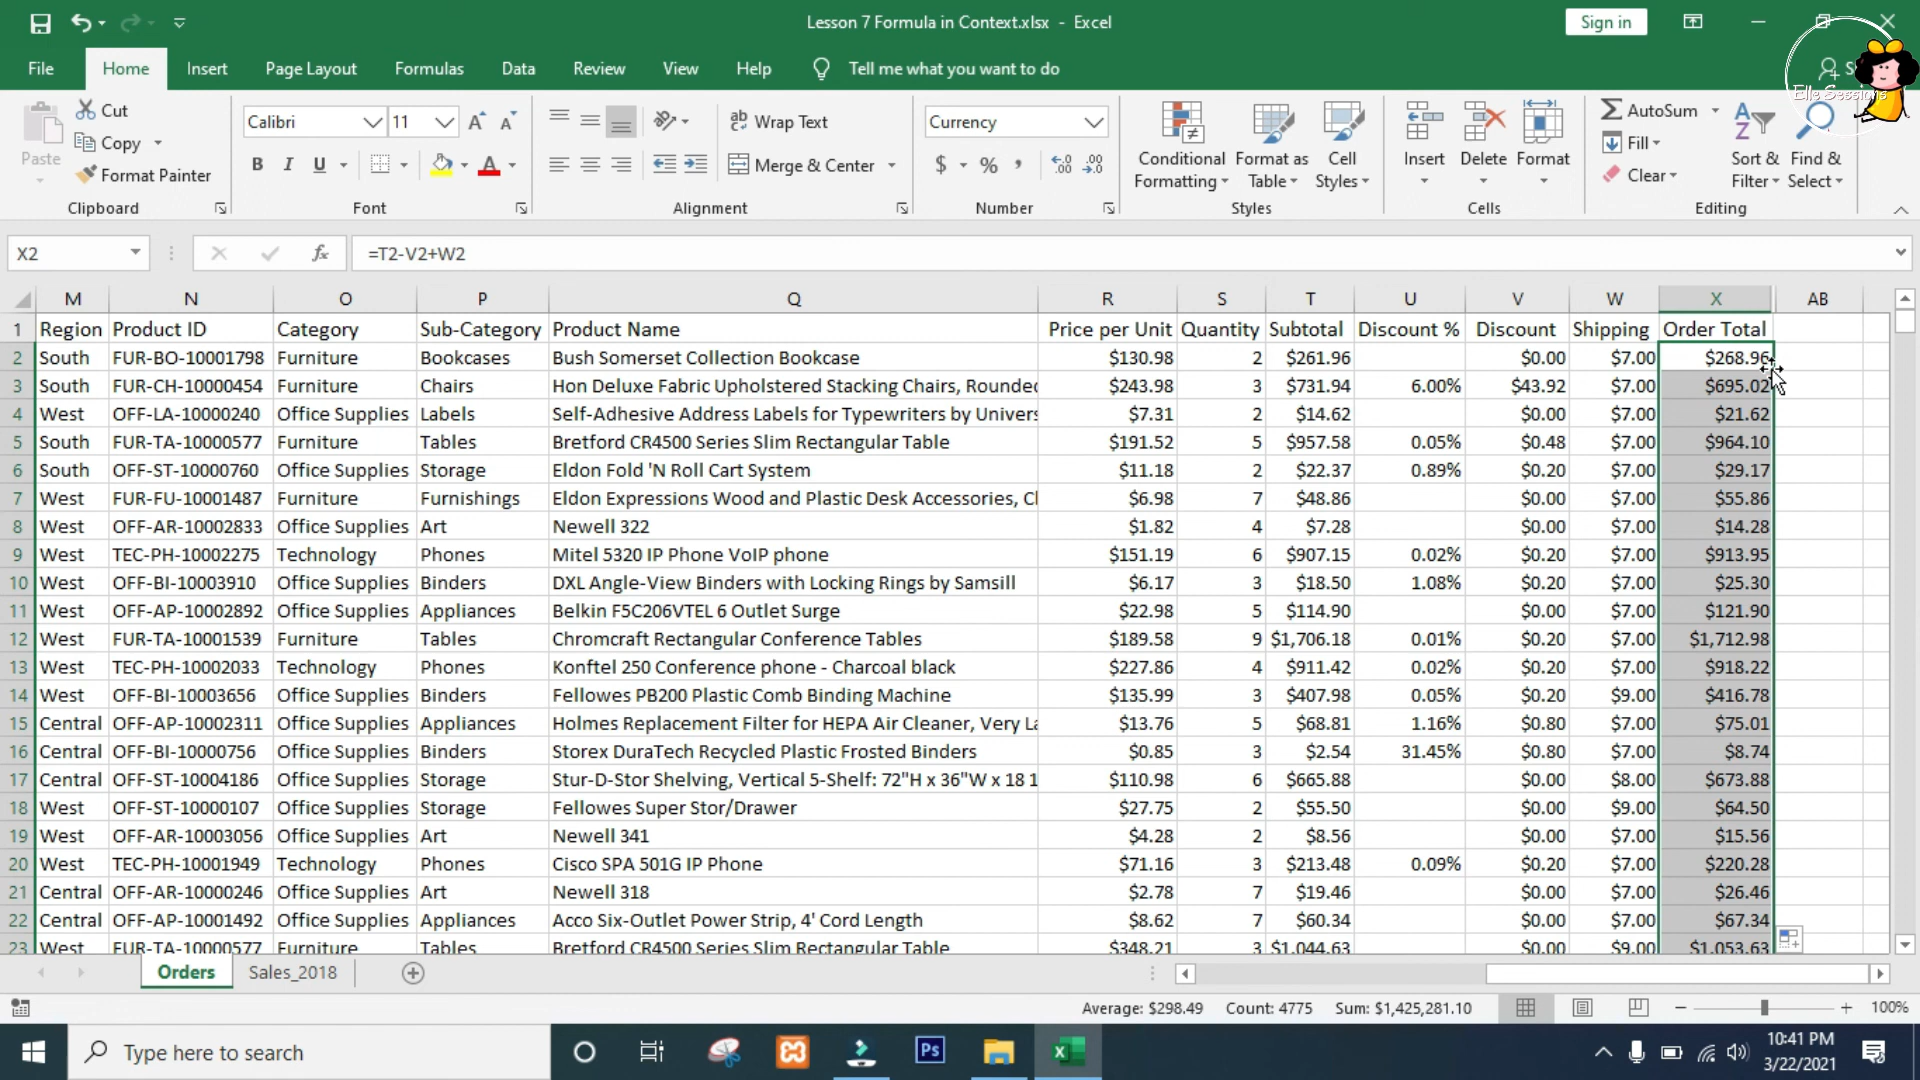 Lesson 7 Formula in Context.xlsx - Excel
Sign in
File Home Insert Page Layout Formulas Data Review View Help Tell me what you want to do
Elle Sessions
Paste
Cut
Copy
Format Painter
Clipboard
Calibri 11
B I U
Font
Wrap Text
Merge & Center
Alignment
Currency
$ % ,
Number
Conditional Formatting
Format as Table
Cell Styles
Styles
Insert Delete Format
Cells
AutoSum
Fill
Clear
Sort & Filter
Find & Select
Editing
X2 fx =T2-V2+W2
M N O P Q R S T U V W X AB
1 Region Product ID Category Sub-Category Product Name Price per Unit Quantity Subtotal Discount % Discount Shipping Order Total
2 South FUR-BO-10001798 Furniture Bookcases Bush Somerset Collection Bookcase $130.98 2 $261.96 $0.00 $7.00 $268.96
3 South FUR-CH-10000454 Furniture Chairs Hon Deluxe Fabric Upholstered Stacking Chairs, Rounded $243.98 3 $731.94 6.00% $43.92 $7.00 $695.02
4 West OFF-LA-10000240 Office Supplies Labels Self-Adhesive Address Labels for Typewriters by Univers $7.31 2 $14.62 $0.00 $7.00 $21.62
5 South FUR-TA-10000577 Furniture Tables Bretford CR4500 Series Slim Rectangular Table $191.52 5 $957.58 0.05% $0.48 $7.00 $964.10
6 South OFF-ST-10000760 Office Supplies Storage Eldon Fold 'N Roll Cart System $11.18 2 $22.37 0.89% $0.20 $7.00 $29.17
7 West FUR-FU-10001487 Furniture Furnishings Eldon Expressions Wood and Plastic Desk Accessories, Cl $6.98 7 $48.86 $0.00 $7.00 $55.86
8 West OFF-AR-10002833 Office Supplies Art Newell 322 $1.82 4 $7.28 $0.00 $7.00 $14.28
9 West TEC-PH-10002275 Technology Phones Mitel 5320 IP Phone VoIP phone $151.19 6 $907.15 0.02% $0.20 $7.00 $913.95
10 West OFF-BI-10003910 Office Supplies Binders DXL Angle-View Binders with Locking Rings by Samsill $6.17 3 $18.50 1.08% $0.20 $7.00 $25.30
11 West OFF-AP-10002892 Office Supplies Appliances Belkin F5C206VTEL 6 Outlet Surge $22.98 5 $114.90 $0.00 $7.00 $121.90
12 West FUR-TA-10001539 Furniture Tables Chromcraft Rectangular Conference Tables $189.58 9 $1,706.18 0.01% $0.20 $7.00 $1,712.98
13 West TEC-PH-10002033 Technology Phones Konftel 250 Conference phone - Charcoal black $227.86 4 $911.42 0.02% $0.20 $7.00 $918.22
14 West OFF-BI-10003656 Office Supplies Binders Fellowes PB200 Plastic Comb Binding Machine $135.99 3 $407.98 0.05% $0.20 $9.00 $416.78
15 Central OFF-AP-10002311 Office Supplies Appliances Holmes Replacement Filter for HEPA Air Cleaner, Very La $13.76 5 $68.81 1.16% $0.80 $7.00 $75.01
16 Central OFF-BI-10000756 Office Supplies Binders Storex DuraTech Recycled Plastic Frosted Binders $0.85 3 $2.54 31.45% $0.80 $7.00 $8.74
17 Central OFF-ST-10004186 Office Supplies Storage Stur-D-Stor Shelving, Vertical 5-Shelf: 72"H x 36"W x 18 1 $110.98 6 $665.88 $0.00 $8.00 $673.88
18 West OFF-ST-10000107 Office Supplies Storage Fellowes Super Stor/Drawer $27.75 2 $55.50 $0.00 $9.00 $64.50
19 West OFF-AR-10003056 Office Supplies Art Newell 341 $4.28 2 $8.56 $0.00 $7.00 $15.56
20 West TEC-PH-10001949 Technology Phones Cisco SPA 501G IP Phone $71.16 3 $213.48 0.09% $0.20 $7.00 $220.28
21 Central OFF-AR-10000246 Office Supplies Art Newell 318 $2.78 7 $19.46 $0.00 $7.00 $26.46
22 Central OFF-AP-10001492 Office Supplies Appliances Acco Six-Outlet Power Strip, 4' Cord Length $8.62 7 $60.34 $0.00 $7.00 $67.34
23 West FUR-TA-10000577 Furniture Tables Bretford CR4500 Series Slim Rectangular Table $348.21 3 $1,044.63 $0.00 $9.00 $1,053.63
Orders Sales_2018
Average: $298.49 Count: 4775 Sum: $1,425,281.10 100%
Type here to search
Ps
10:41 PM
3/22/2021